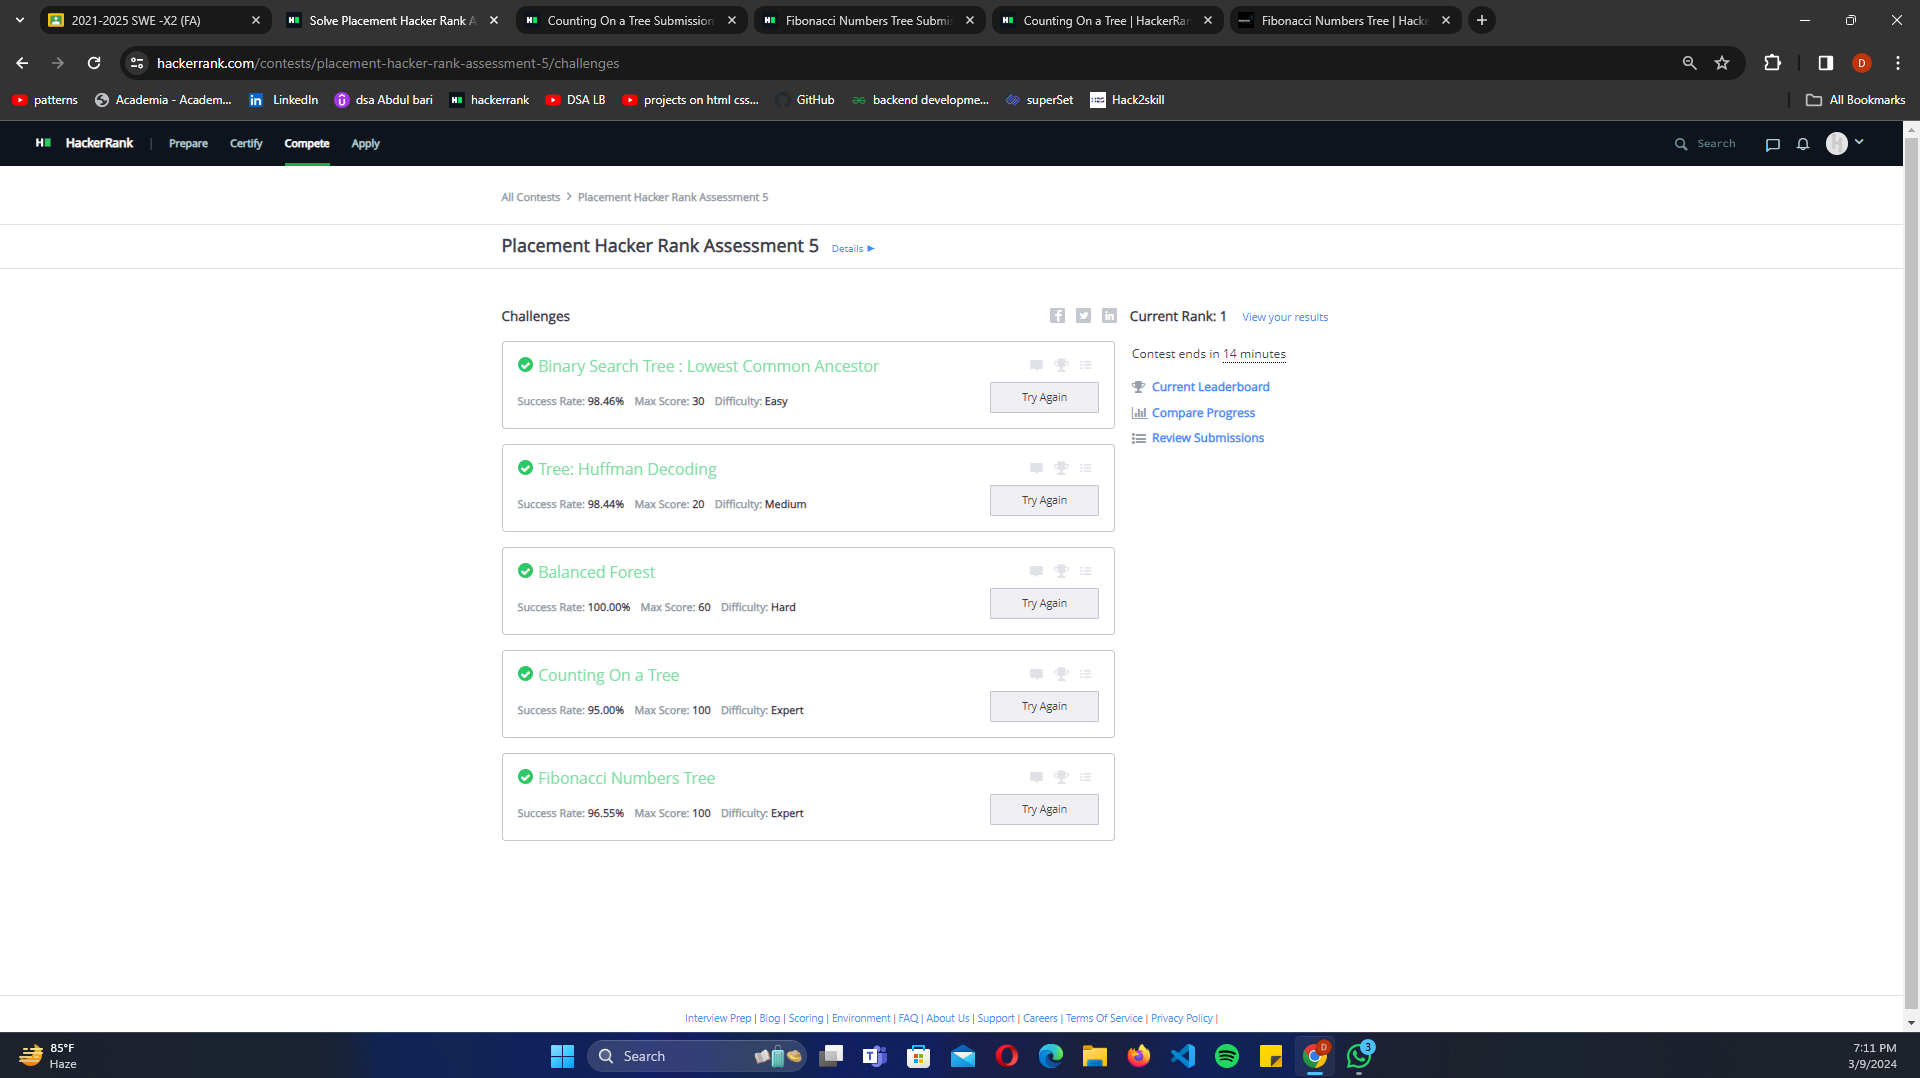 2021-2025 SWE -X2 (FA)
Solve Placement Hacker Rank A
Counting On a Tree Submission
Fibonacci Numbers Tree Submis
Counting On a Tree | HackerRan
Fibonacci Numbers Tree | Hacke
hackerrank.com/contests/placement-hacker-rank-assessment-5/challenges
D
patterns
Academia - Academ...
LinkedIn
dsa Abdul bari
hackerrank
DSA LB
projects on html css...
GitHub
backend developme...
superSet
Hack2skill
All Bookmarks
HackerRank | Prepare Certify Compete Apply
Search
All Contests > Placement Hacker Rank Assessment 5
Placement Hacker Rank Assessment 5 Details ▶
Challenges
Current Rank: 1 View your results
Contest ends in 14 minutes
Current Leaderboard
Compare Progress
Review Submissions
Binary Search Tree : Lowest Common Ancestor
Success Rate: 98.46% Max Score: 30 Difficulty: Easy
Try Again
Tree: Huffman Decoding
Success Rate: 98.44% Max Score: 20 Difficulty: Medium
Try Again
Balanced Forest
Success Rate: 100.00% Max Score: 60 Difficulty: Hard
Try Again
Counting On a Tree
Success Rate: 95.00% Max Score: 100 Difficulty: Expert
Try Again
Fibonacci Numbers Tree
Success Rate: 96.55% Max Score: 100 Difficulty: Expert
Try Again
Interview Prep | Blog | Scoring | Environment | FAQ | About Us | Support | Careers | Terms Of Service | Privacy Policy |
85°F
Haze
Search
D
3
7:11 PM
3/9/2024